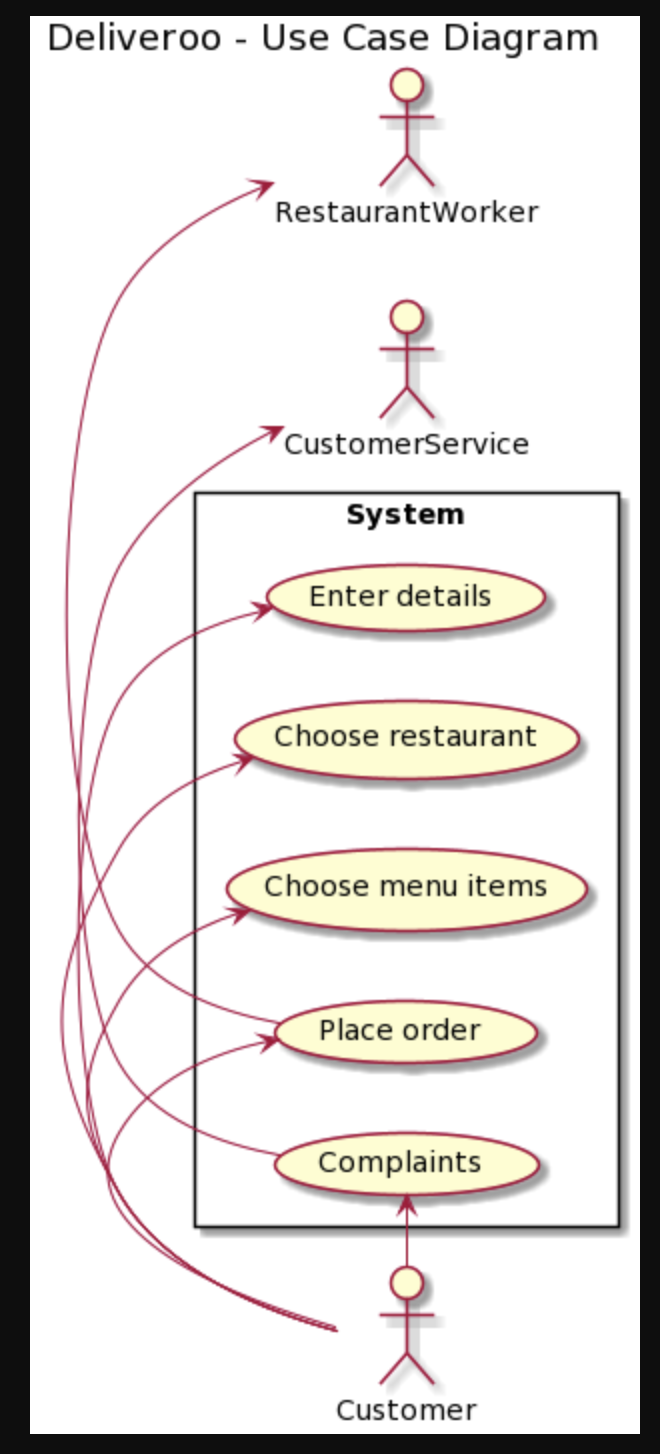 Deliveroo - Use Case Diagram
RestaurantWorker
CustomerService
System
Enter details
Choose restaurant
Choose menu items
Place order
Complaints
Customer